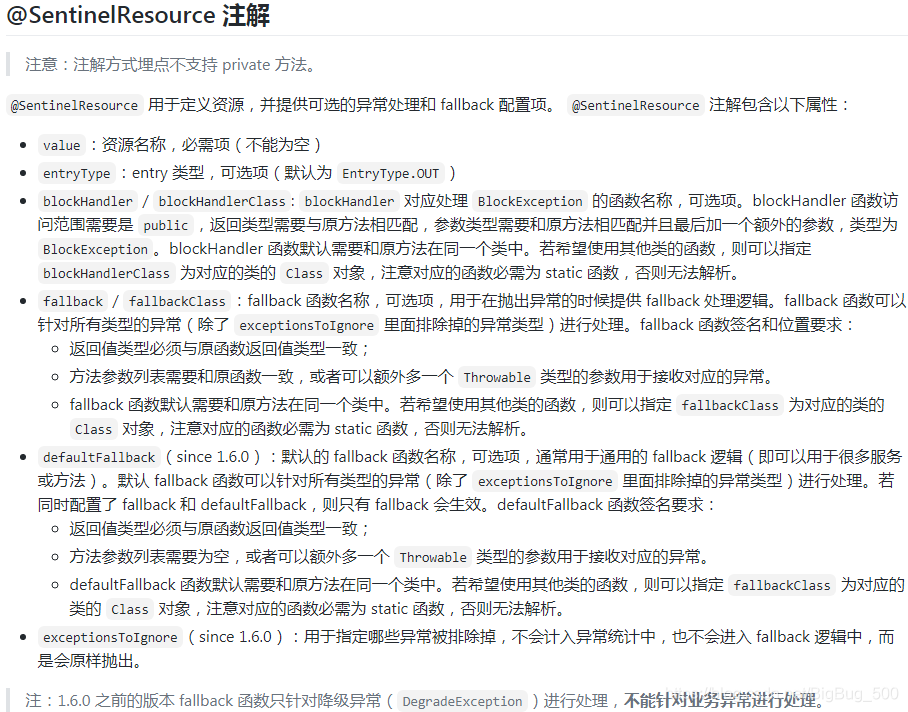 @SentinelResource 注解
注意：注解方式埋点不支持 private 方法。
@SentinelResource 用于定义资源，并提供可选的异常处理和 fallback 配置项。 @SentinelResource 注解包含以下属性：
value ：资源名称，必需项（不能为空）
entryType ：entry 类型，可选项（默认为 EntryType.OUT ）
blockHandler / blockHandlerClass : blockHandler 对应处理 BlockException 的函数名称，可选项。blockHandler 函数访
问范围需要是 public ，返回类型需要与原方法相匹配，参数类型需要和原方法相匹配并且最后加一个额外的参数，类型为
BlockException 。blockHandler 函数默认需要和原方法在同一个类中。若希望使用其他类的函数，则可以指定
blockHandlerClass 为对应的类的 Class 对象，注意对应的函数必需为 static 函数，否则无法解析。
fallback / fallbackClass ：fallback 函数名称，可选项，用于在抛出异常的时候提供 fallback 处理逻辑。fallback 函数可以
针对所有类型的异常（除了 exceptionsToIgnore 里面排除掉的异常类型）进行处理。fallback 函数签名和位置要求：
返回值类型必须与原函数返回值类型一致；
方法参数列表需要和原函数一致，或者可以额外多一个 Throwable 类型的参数用于接收对应的异常。
fallback 函数默认需要和原方法在同一个类中。若希望使用其他类的函数，则可以指定 fallbackClass 为对应的类的
Class 对象，注意对应的函数必需为 static 函数，否则无法解析。
defaultFallback （since 1.6.0）：默认的 fallback 函数名称，可选项，通常用于通用的 fallback 逻辑（即可以用于很多服务
或方法）。默认 fallback 函数可以针对所有类型的异常（除了 exceptionsToIgnore 里面排除掉的异常类型）进行处理。若
同时配置了 fallback 和 defaultFallback，则只有 fallback 会生效。defaultFallback 函数签名要求：
返回值类型必须与原函数返回值类型一致；
方法参数列表需要为空，或者可以额外多一个 Throwable 类型的参数用于接收对应的异常。
defaultFallback 函数默认需要和原方法在同一个类中。若希望使用其他类的函数，则可以指定 fallbackClass 为对应的
类的 Class 对象，注意对应的函数必需为 static 函数，否则无法解析。
exceptionsToIgnore （since 1.6.0）：用于指定哪些异常被排除掉，不会计入异常统计中，也不会进入 fallback 逻辑中，而
是会原样抛出。
注：1.6.0 之前的版本 fallback 函数只针对降级异常（ DegradeException ）进行处理，不能针对业务异常进行处理。
BigBug_500